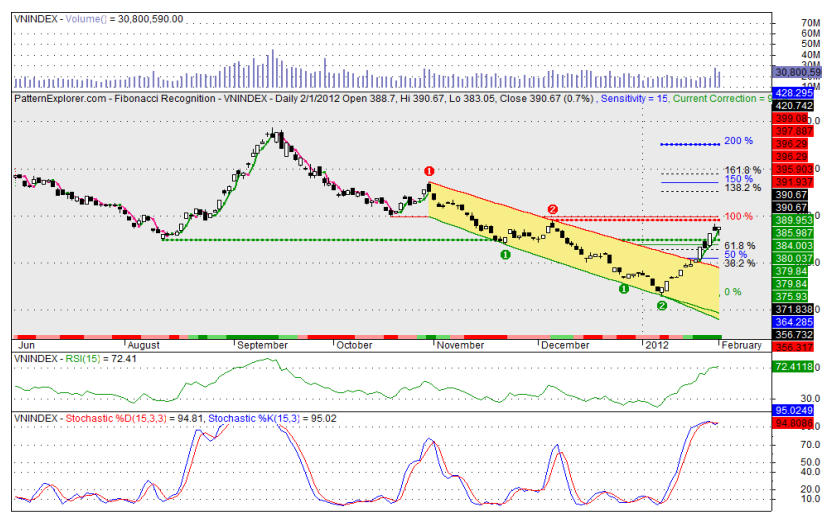 VNINDEX - Volume() = 30,800,590.00
70M
60M
50M
40M
30M
30,800,59
10M
PatternExplorer.com - Fibonacci Recognition - VNINDEX - Daily 2/1/2012 Open 388.7, Hi 390.67, Lo 383.05, Close 390.67 (0.7%) , Sensitivity = 15, Current Correction = 9
428.295
420.742
399.080
397.887
396.29
396.29
395.903
391.937
390.67
390.67
389.953
385.987
384.003
380.037
379.84
379.84
375.93
371.838
364.285
356.732
356.317
200 %
161.8 %
150 %
138.2 %
100 %
61.8 %
50 %
38.2 %
0 %
1
2
1
1
2
Jun
August
September
October
November
December
2012
February
VNINDEX - RSI(15) = 72.41
72.4118
30.0
VNINDEX - Stochastic %D(15,3,3) = 94.81, Stochastic %K(15,3) = 95.02
95.0249
94.8086
70.0
50.0
40.0
20.0
10.0